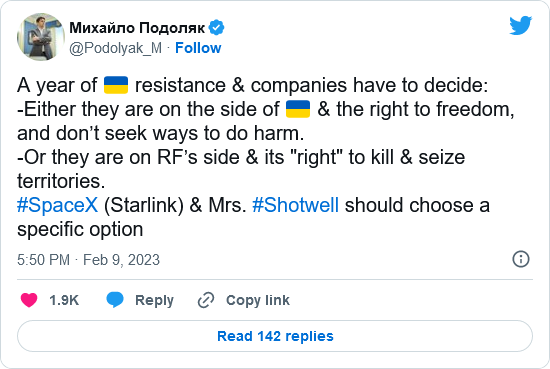 Михайло Подоляк
@Podolyak_M · Follow
A year of 🇺🇦 resistance & companies have to decide:
-Either they are on the side of 🇺🇦 & the right to freedom,
and don’t seek ways to do harm.
-Or they are on RF’s side & its "right" to kill & seize
territories.
#SpaceX (Starlink) & Mrs. #Shotwell should choose a
specific option
5:50 PM · Feb 9, 2023
1.9K Reply Copy link
Read 142 replies